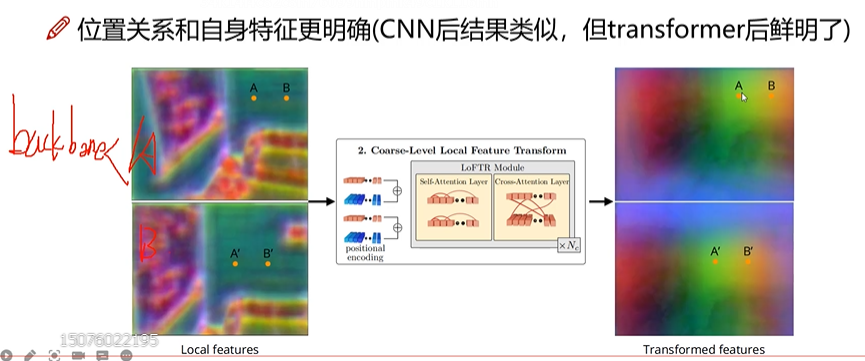 位置关系和自身特征更明确(CNN后结果类似，但transformer后鲜明了)
backbone A
A B
A B
2. Coarse-Level Local Feature Transform
LoFTR Module
Self-Attention Layer Cross-Attention Layer
positional
encoding
×Nc
B
A' B'
A' B'
15076022195
Local features
Transformed features